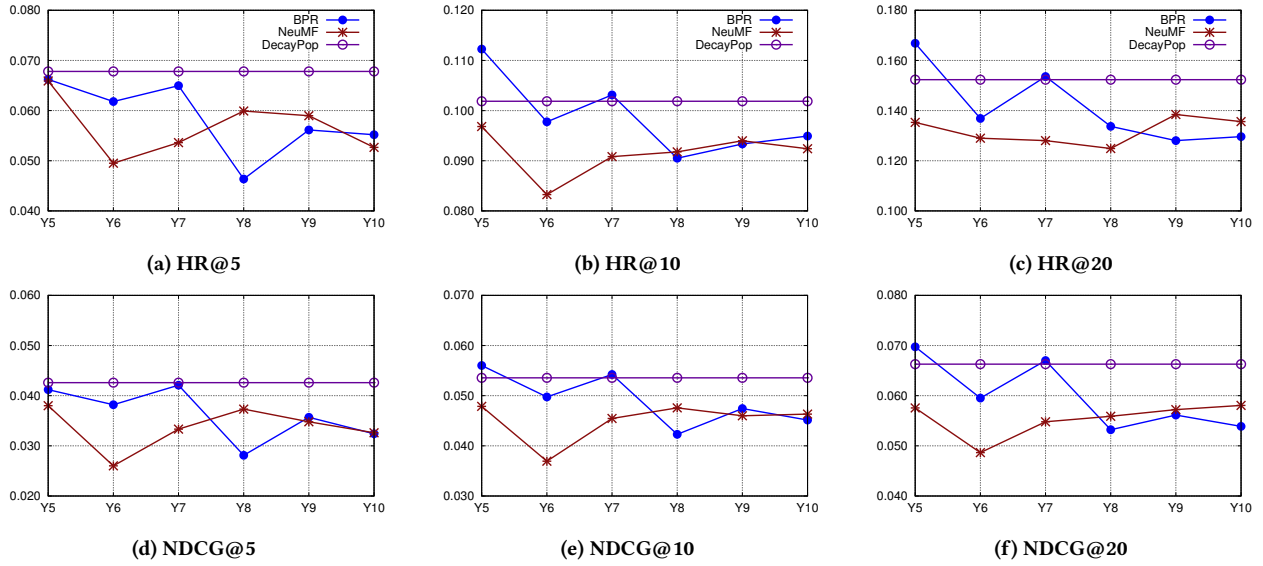 0.080
0.070
0.060
0.050
0.040
Y5 Y6 Y7 Y8 Y9 Y10
BPR
NeuMF
DecayPop
(a) HR@5
0.120
0.110
0.100
0.090
0.080
Y5 Y6 Y7 Y8 Y9 Y10
BPR
NeuMF
DecayPop
(b) HR@10
0.180
0.160
0.140
0.120
0.100
Y5 Y6 Y7 Y8 Y9 Y10
BPR
NeuMF
DecayPop
(c) HR@20
0.060
0.050
0.040
0.030
0.020
Y5 Y6 Y7 Y8 Y9 Y10
(d) NDCG@5
0.070
0.060
0.050
0.040
0.030
Y5 Y6 Y7 Y8 Y9 Y10
(e) NDCG@10
0.080
0.070
0.060
0.050
0.040
Y5 Y6 Y7 Y8 Y9 Y10
(f) NDCG@20